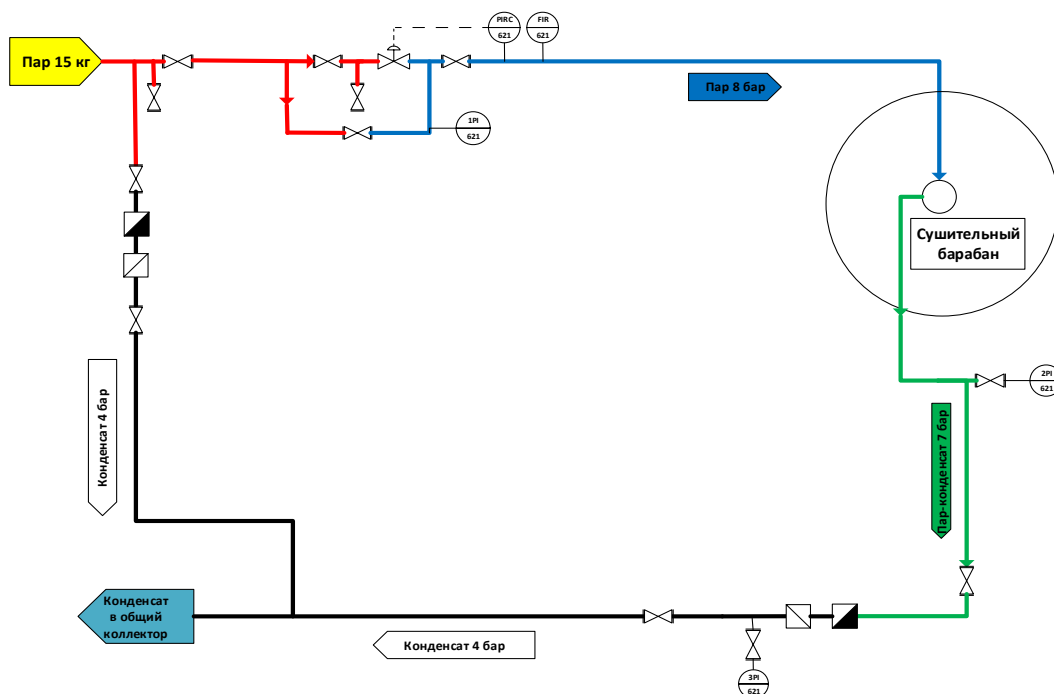 PIRC
621
FIR
621
Пар 15 кг
Пар 8 бар
1PI
621
Сушительный
барабан
2PI
621
Конденсат 4 бар
Пар-конденсат 7 бар
Конденсат
в общий
коллектор
Конденсат 4 бар
3PI
621